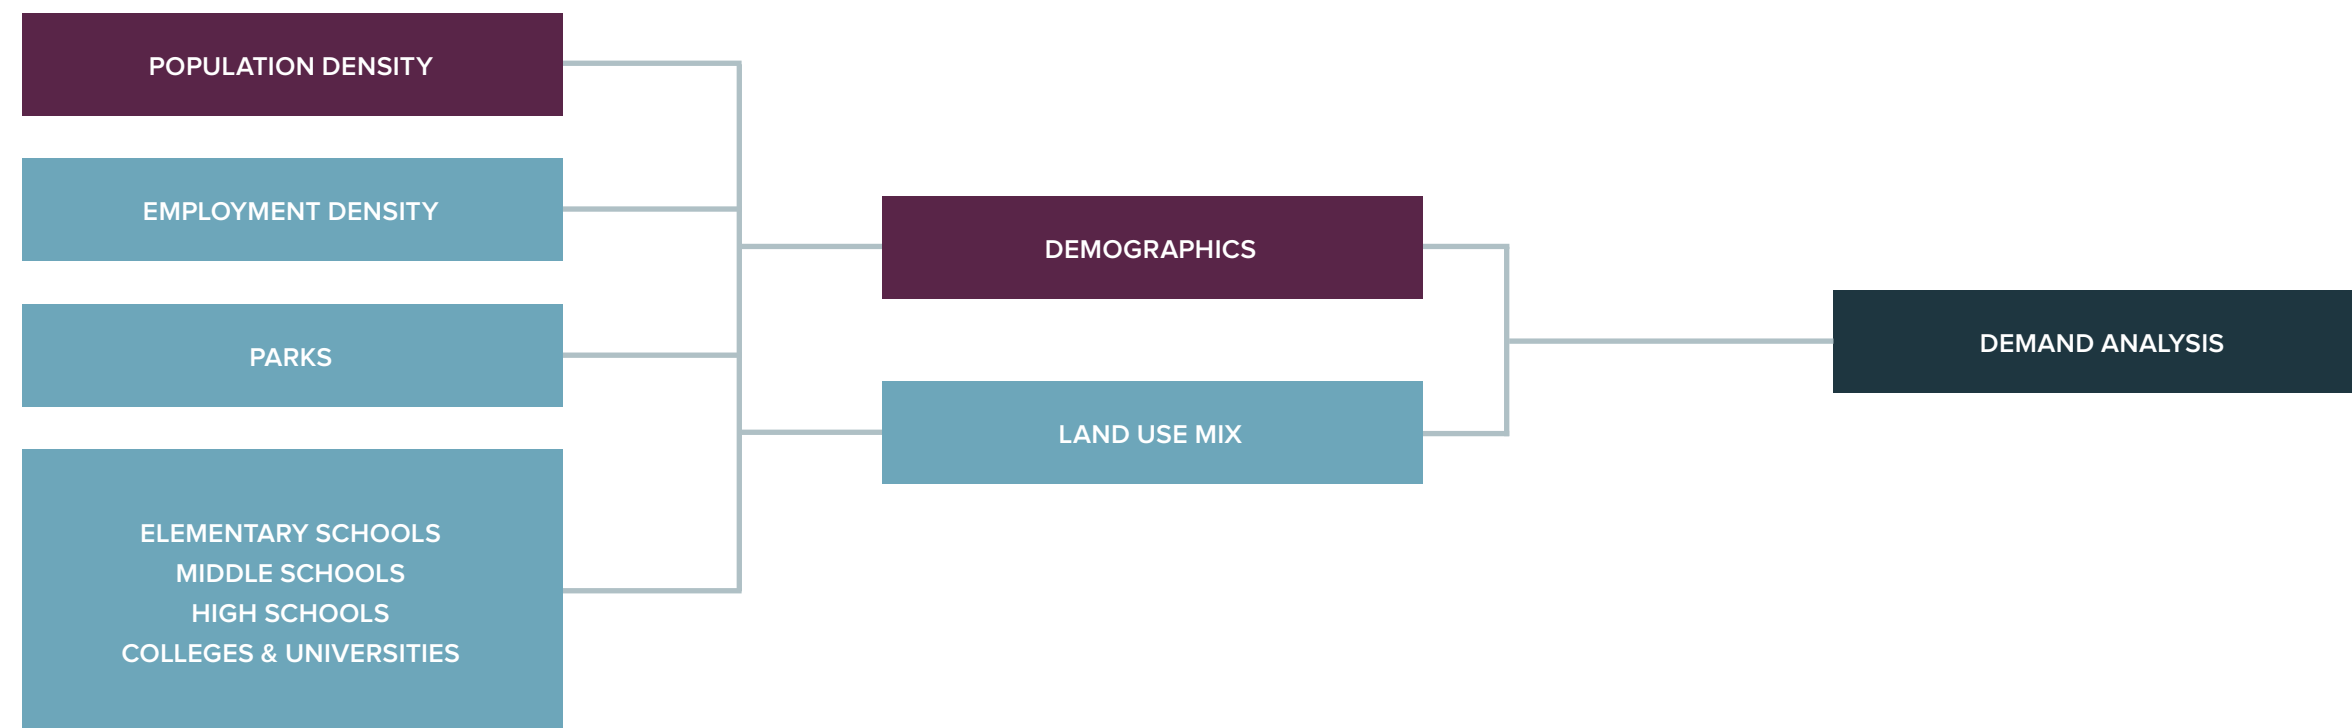 POPULATION DENSITY
EMPLOYMENT DENSITY
PARKS
ELEMENTARY SCHOOLS
MIDDLE SCHOOLS
HIGH SCHOOLS
COLLEGES & UNIVERSITIES
DEMOGRAPHICS
LAND USE MIX
DEMAND ANALYSIS